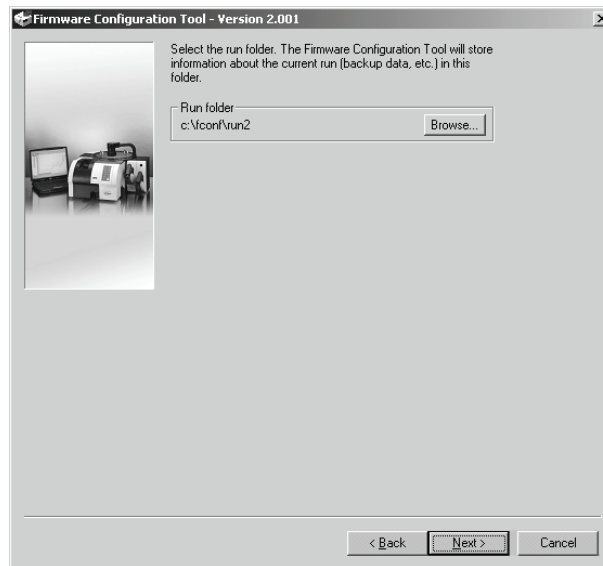 Firmware Configuration Tool - Version 2.001
Select the run folder. The Firmware Configuration Tool will store
information about the current run (backup data, etc.) in this
folder.
Run folder
c:\fconf\run2
Browse...
< Back
Next >
Cancel